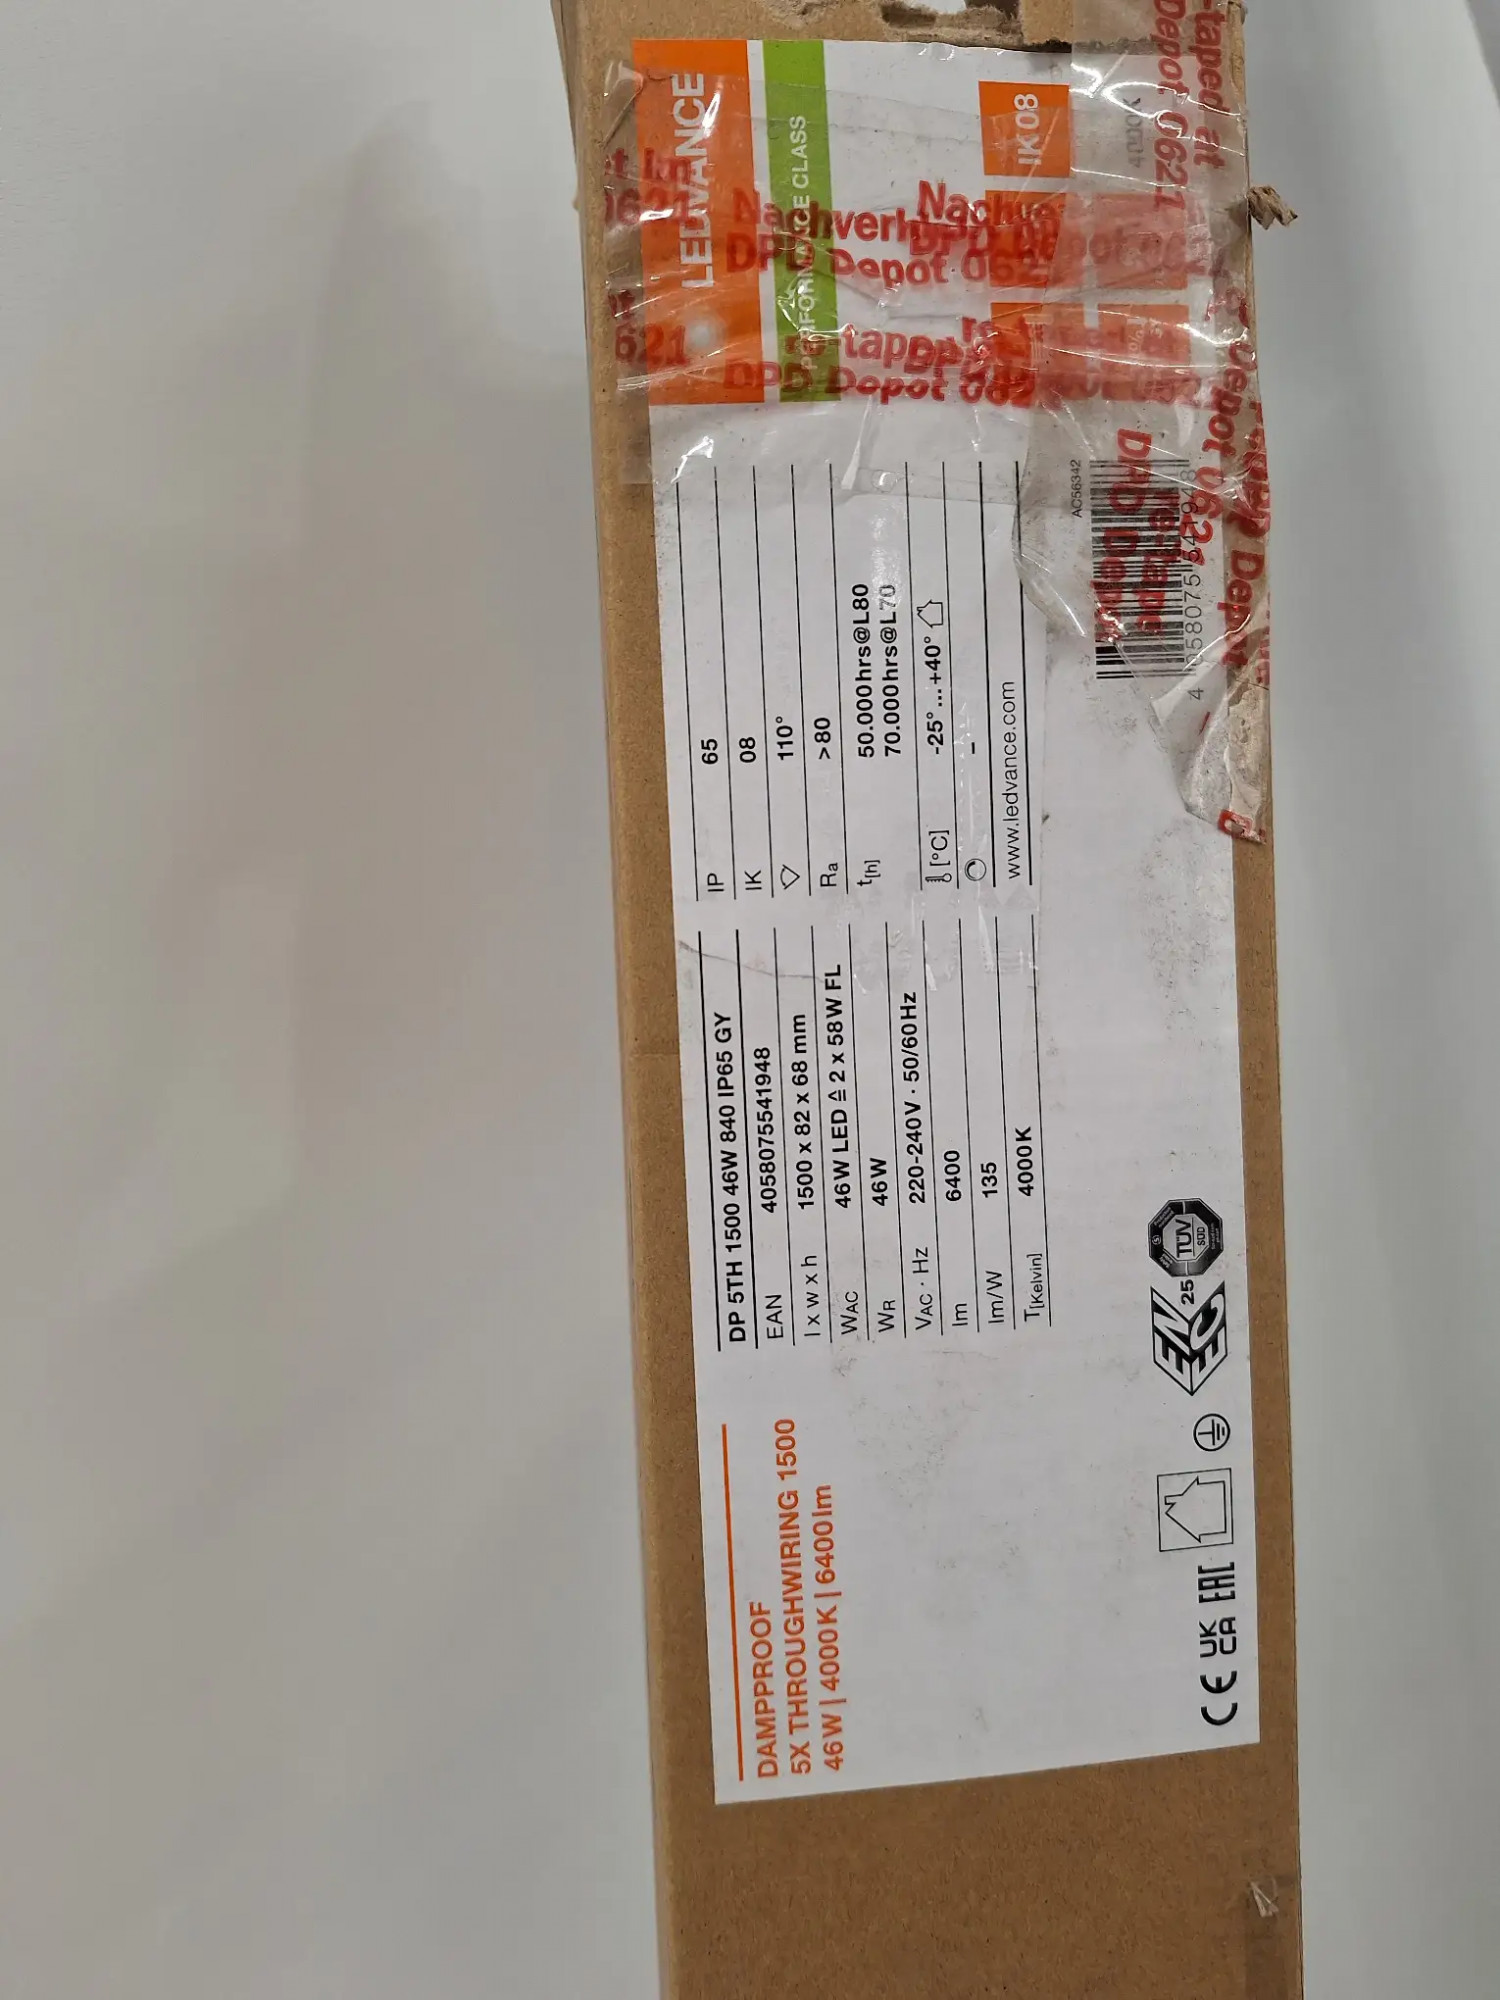 LEDVANCE
PERFORMANCE CLASS
IK08
4000K
DAMPPROOF
5X THROUGHWIRING 1500
46W | 4000K | 6400lm
DP 5TH 1500 46W 840 IP65 GY
EAN 4058075541948
l x w x h 1500 x 82 x 68 mm
WAC 46W LED ≙ 2 x 58W FL
WR 46W
VAC · Hz 220-240V · 50/60Hz
lm 6400
lm/W 135
T[Kelvin] 4000K
IP 65
IK 08
110°
Ra >80
t[h] 50.000hrs@L80
70.000hrs@L70
[°C] -25° ... +40°
–
www.ledvance.com
AC56342
4 058075 541948
CE UK CA EAC
ENEC 25
TÜV SÜD
DPD Depot 0621
re-taped at
DPD Depot 0621